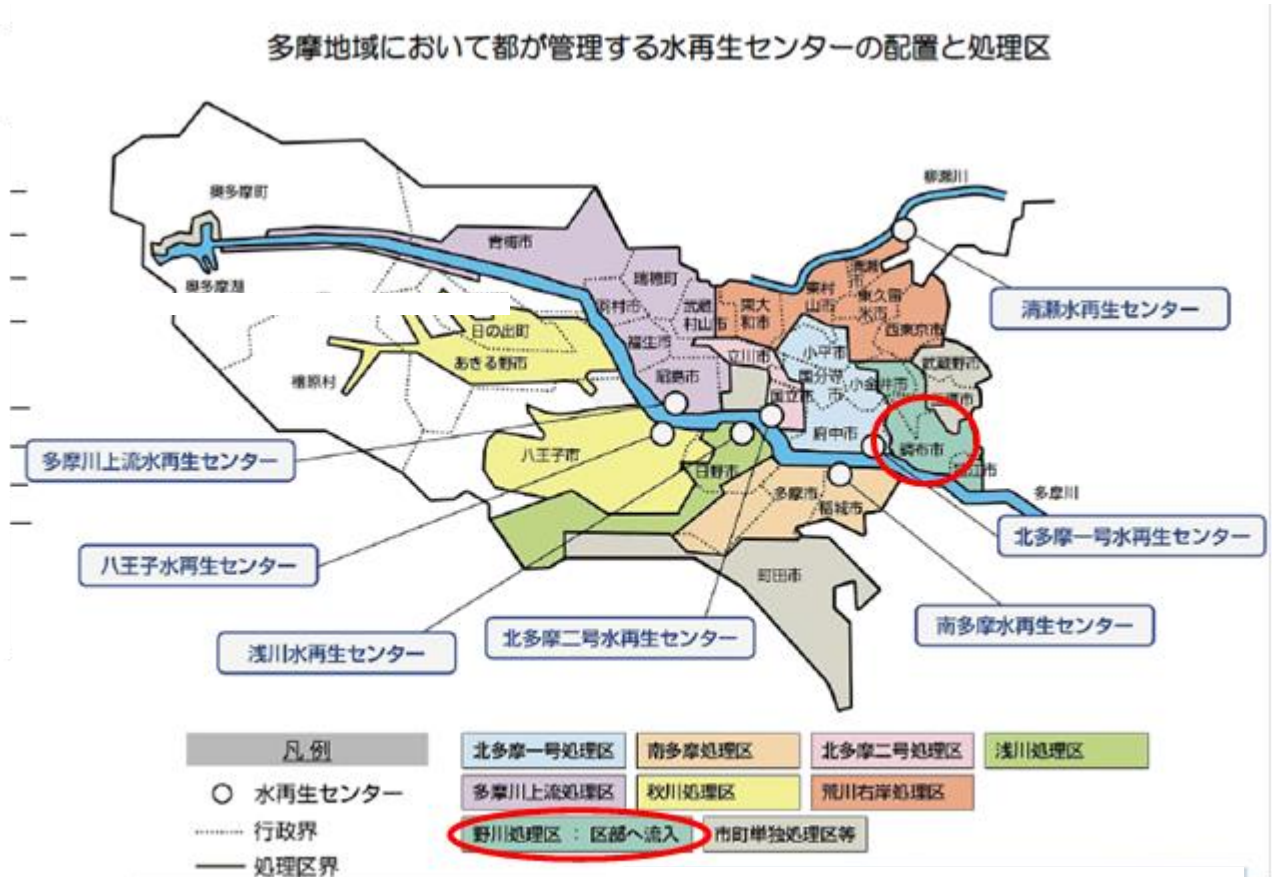 多摩地域において都が管理する水再生センターの配置と処理区
奥多摩町
柳瀬川
青梅市
奥多摩湖
瑞穂町
羽村市
武蔵
村山市
東大
和市
東村
山市
清瀬
市
東久留
米市
西東京市
清瀬水再生センター
日の出町
あきる野市
檜原村
福生市
昭島市
立川市
小平市
国分寺
市
国立市
小金井市
武蔵野市
三鷹市
府中市
調布市
狛江市
多摩川
八王子市
日野市
多摩市
稲城市
町田市
多摩川上流水再生センター
八王子水再生センター
浅川水再生センター
北多摩二号水再生センター
南多摩水再生センター
北多摩一号水再生センター
凡例
水再生センター
行政界
処理区界
北多摩一号処理区
南多摩処理区
北多摩二号処理区
浅川処理区
多摩川上流処理区
秋川処理区
荒川右岸処理区
野川処理区 : 区部へ流入
市町単独処理区等